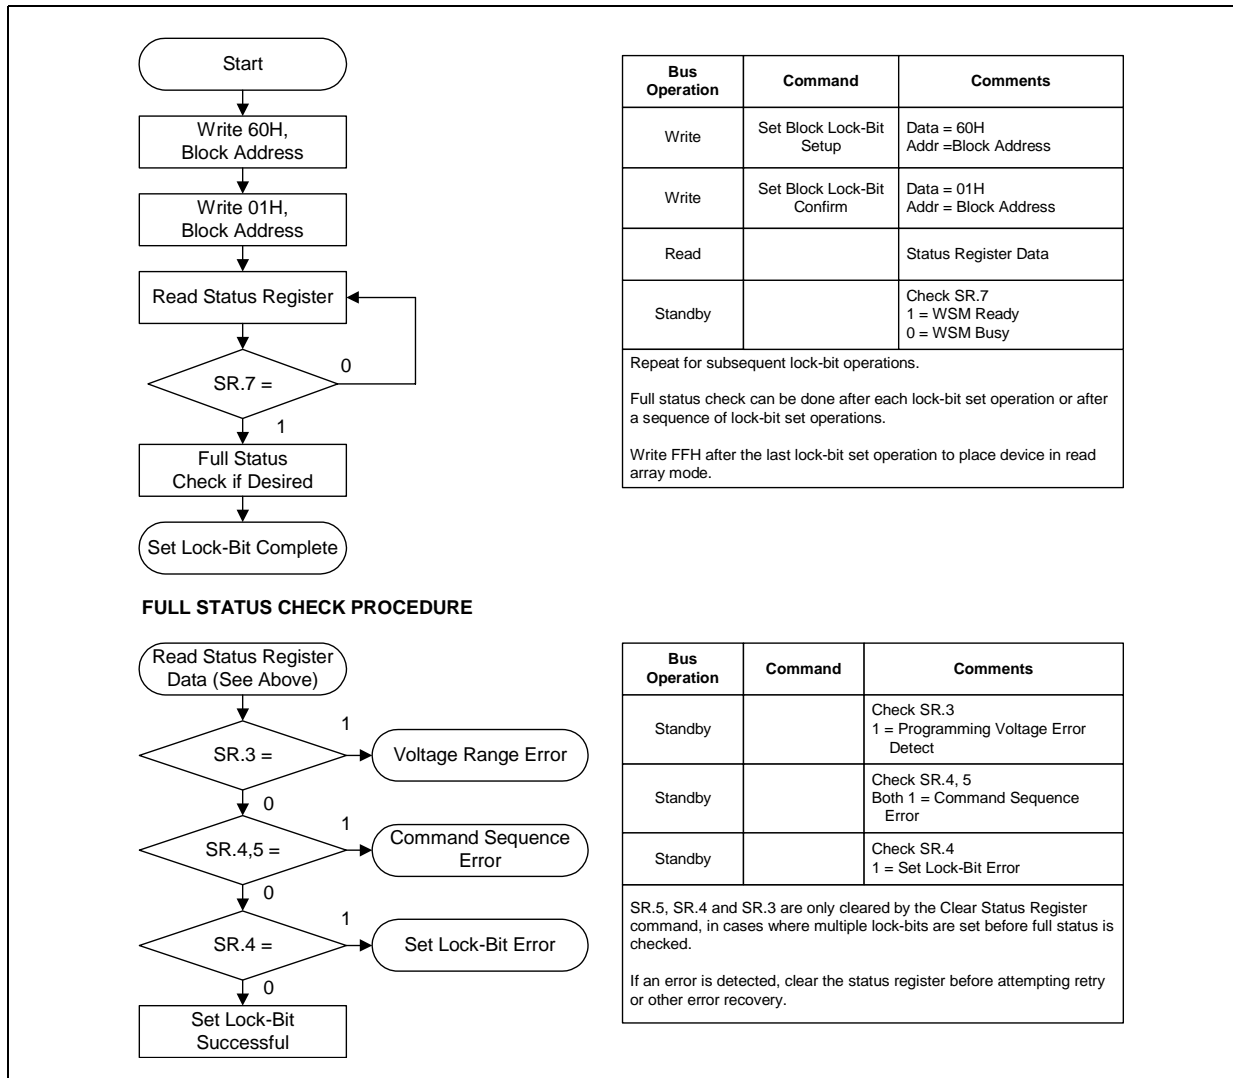 Start
Write 60H,
Block Address
Write 01H,
Block Address
Read Status Register
SR.7 =
0
1
Full Status
Check if Desired
Set Lock-Bit Complete
Bus
Operation
Command
Comments
Write
Set Block Lock-Bit
Setup
Data = 60H
Addr =Block Address
Write
Set Block Lock-Bit
Confirm
Data = 01H
Addr = Block Address
Read
Status Register Data
Standby
Check SR.7
1 = WSM Ready
0 = WSM Busy
Repeat for subsequent lock-bit operations.
Full status check can be done after each lock-bit set operation or after
a sequence of lock-bit set operations.
Write FFH after the last lock-bit set operation to place device in read
array mode.
FULL STATUS CHECK PROCEDURE
Read Status Register
Data (See Above)
SR.3 =
1
Voltage Range Error
0
SR.4,5 =
1
Command Sequence
Error
0
SR.4 =
1
Set Lock-Bit Error
0
Set Lock-Bit
Successful
Bus
Operation
Command
Comments
Standby
Check SR.3
1 = Programming Voltage Error
Detect
Standby
Check SR.4, 5
Both 1 = Command Sequence
Error
Standby
Check SR.4
1 = Set Lock-Bit Error
SR.5, SR.4 and SR.3 are only cleared by the Clear Status Register
command, in cases where multiple lock-bits are set before full status is
checked.
If an error is detected, clear the status register before attempting retry
or other error recovery.